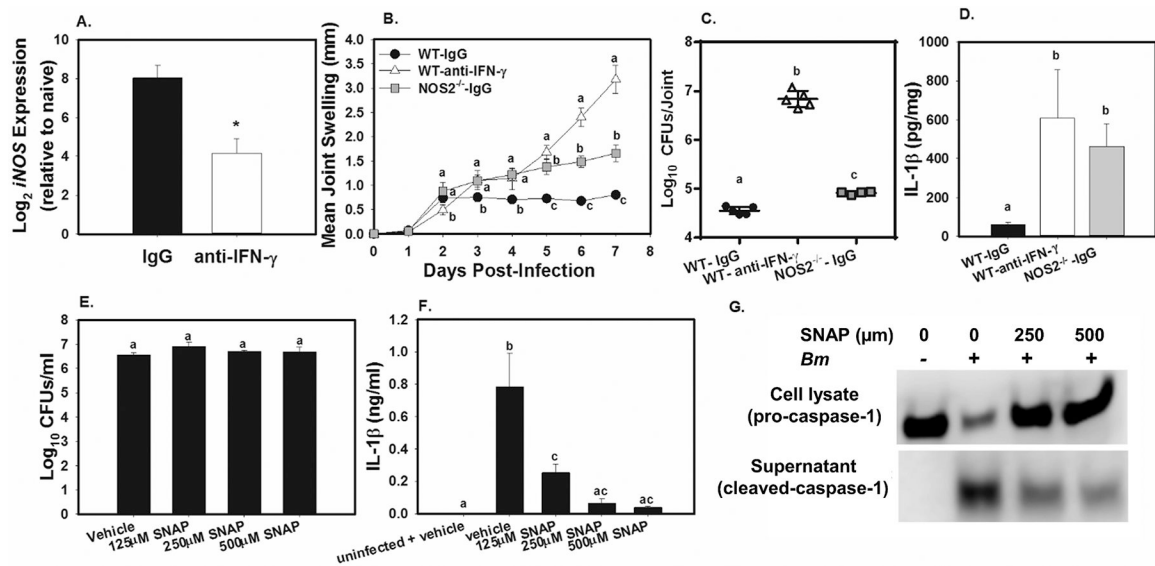 A.
Log2 iNOS Expression
(relative to naive)
10
8
6
4
2
0
*
IgG
anti-IFN-γ
B.
Mean Joint Swelling (mm)
4.0
3.5
3.0
2.5
2.0
1.5
1.0
0.5
0.0
WT-IgG
WT-anti-IFN-γ
NOS2-/--IgG
a
a
a
a
a
a
b
b
b
a
a
b
b
b
b
c
c
c
0 1 2 3 4 5 6 7 8
Days Post-Infection
C.
Log10 CFUs/Joint
8
7
6
5
4
a
b
c
WT- IgG
WT- anti-IFN-γ
NOS2-/- - IgG
D.
IL-1β (pg/mg)
1000
800
600
400
200
0
a
b
b
WT-IgG
WT-anti-IFN-γ
NOS2-/--IgG
E.
Log10 CFUs/ml
8
7
6
5
4
3
2
1
0
a
a
a
a
Vehicle
125μM SNAP
250μM SNAP
500μM SNAP
F.
IL-1β (ng/ml)
1.2
1.0
0.8
0.6
0.4
0.2
0.0
a
b
c
ac
ac
uninfected + vehicle
vehicle
125μM SNAP
250μM SNAP
500μM SNAP
G.
SNAP (μm) 0 0 250 500
Bm - + + +
Cell lysate
(pro-caspase-1)
Supernatant
(cleaved-caspase-1)